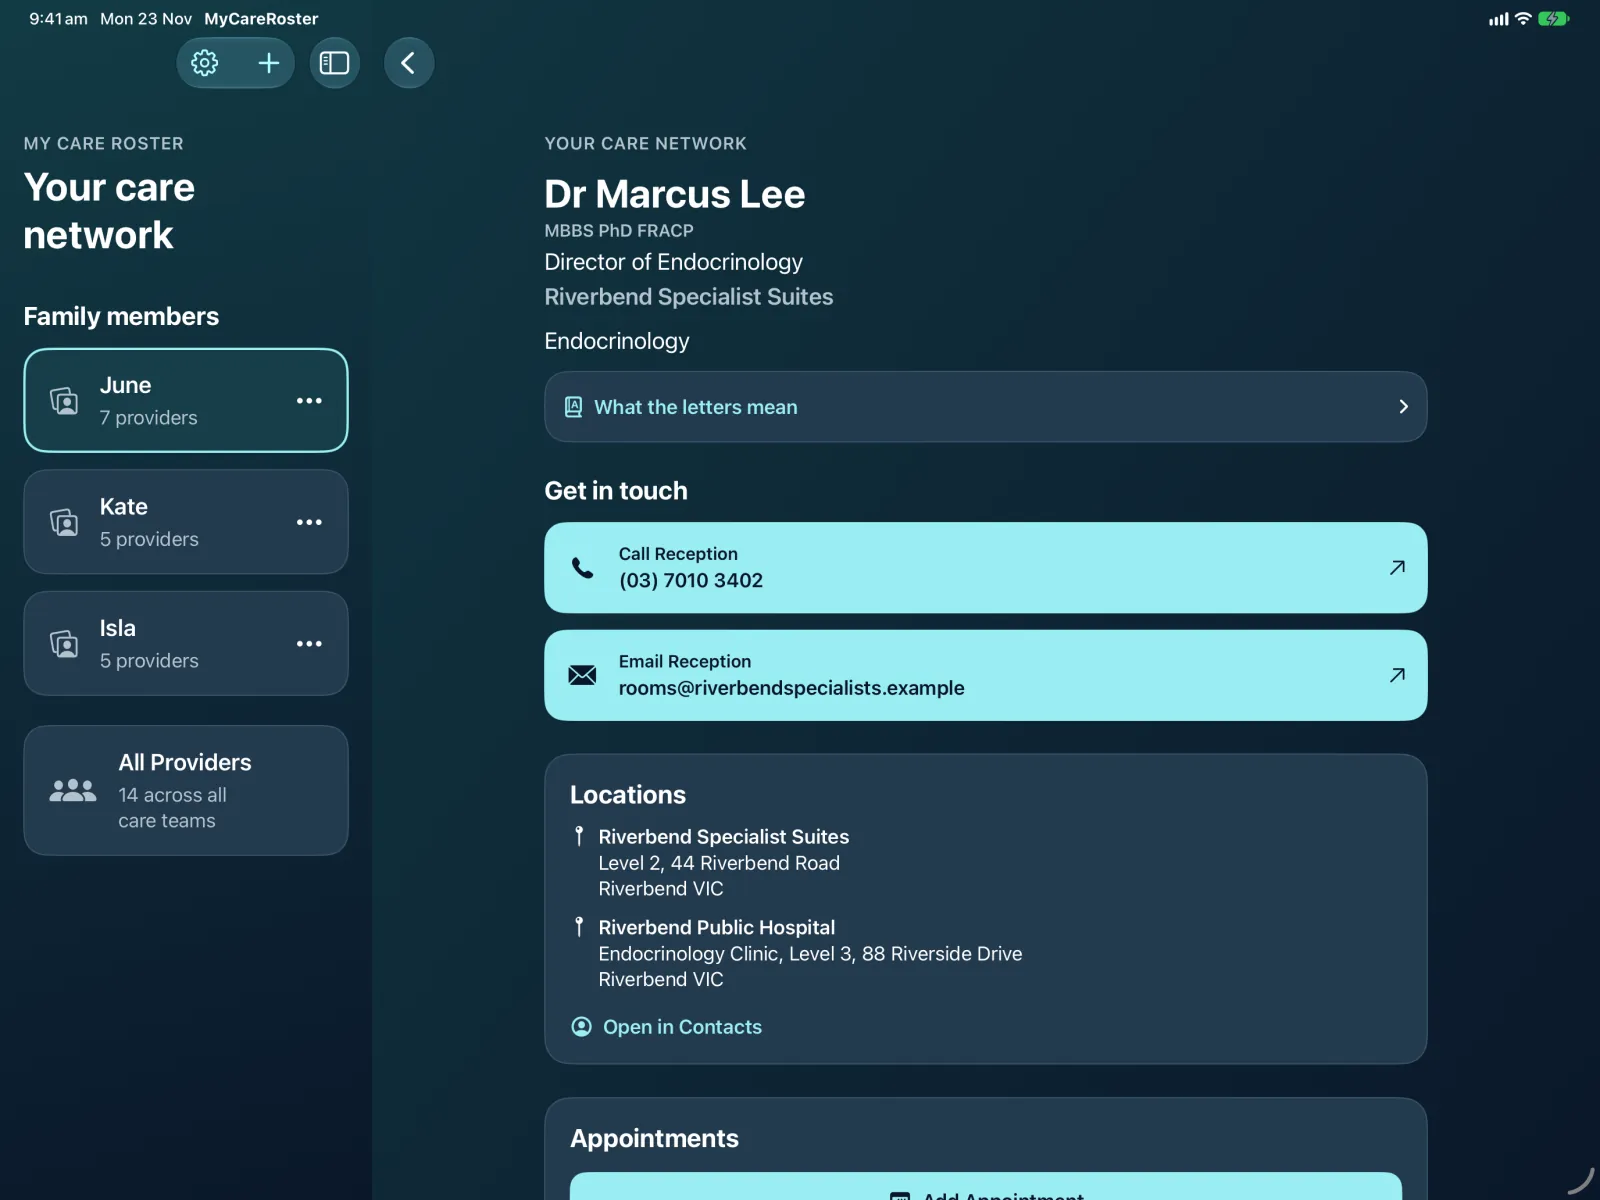 9:41am Mon 23 Nov MyCareRoster
MY CARE ROSTER
Your care
network
Family members
June
7 providers
Kate
5 providers
Isla
5 providers
All Providers
14 across all
care teams
YOUR CARE NETWORK
Dr Marcus Lee
MBBS PhD FRACP
Director of Endocrinology
Riverbend Specialist Suites
Endocrinology
What the letters mean
Get in touch
Call Reception
(03) 7010 3402
Email Reception
rooms@riverbendspecialists.example
Locations
Riverbend Specialist Suites
Level 2, 44 Riverbend Road
Riverbend VIC
Riverbend Public Hospital
Endocrinology Clinic, Level 3, 88 Riverside Drive
Riverbend VIC
Open in Contacts
Appointments
Add Appointment